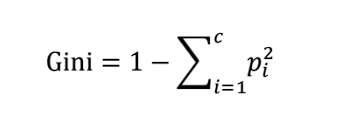 Gini = 1 − ∑_{i=1}^{c} p_i^2